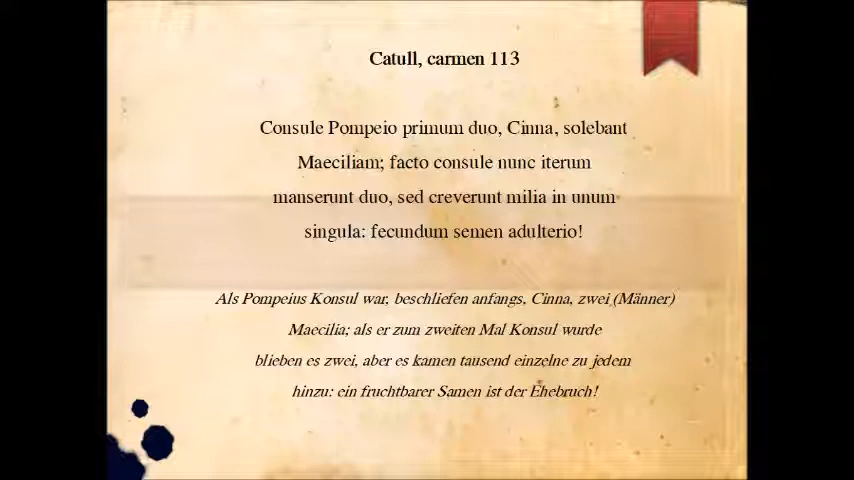 Catull, carmen 113
Consule Pompeio primum duo, Cinna, solebant
Maeciliam; facto consule nunc iterum
manserunt duo, sed creverunt milia in unum
singula: fecundum semen adulterio!
Als Pompeius Konsul war, beschliefen anfangs, Cinna, zwei (Männer)
Maecilia; als er zum zweiten Mal Konsul wurde
blieben es zwei, aber es kamen tausend einzelne zu jedem
hinzu: ein fruchtbarer Samen ist der Ehebruch!